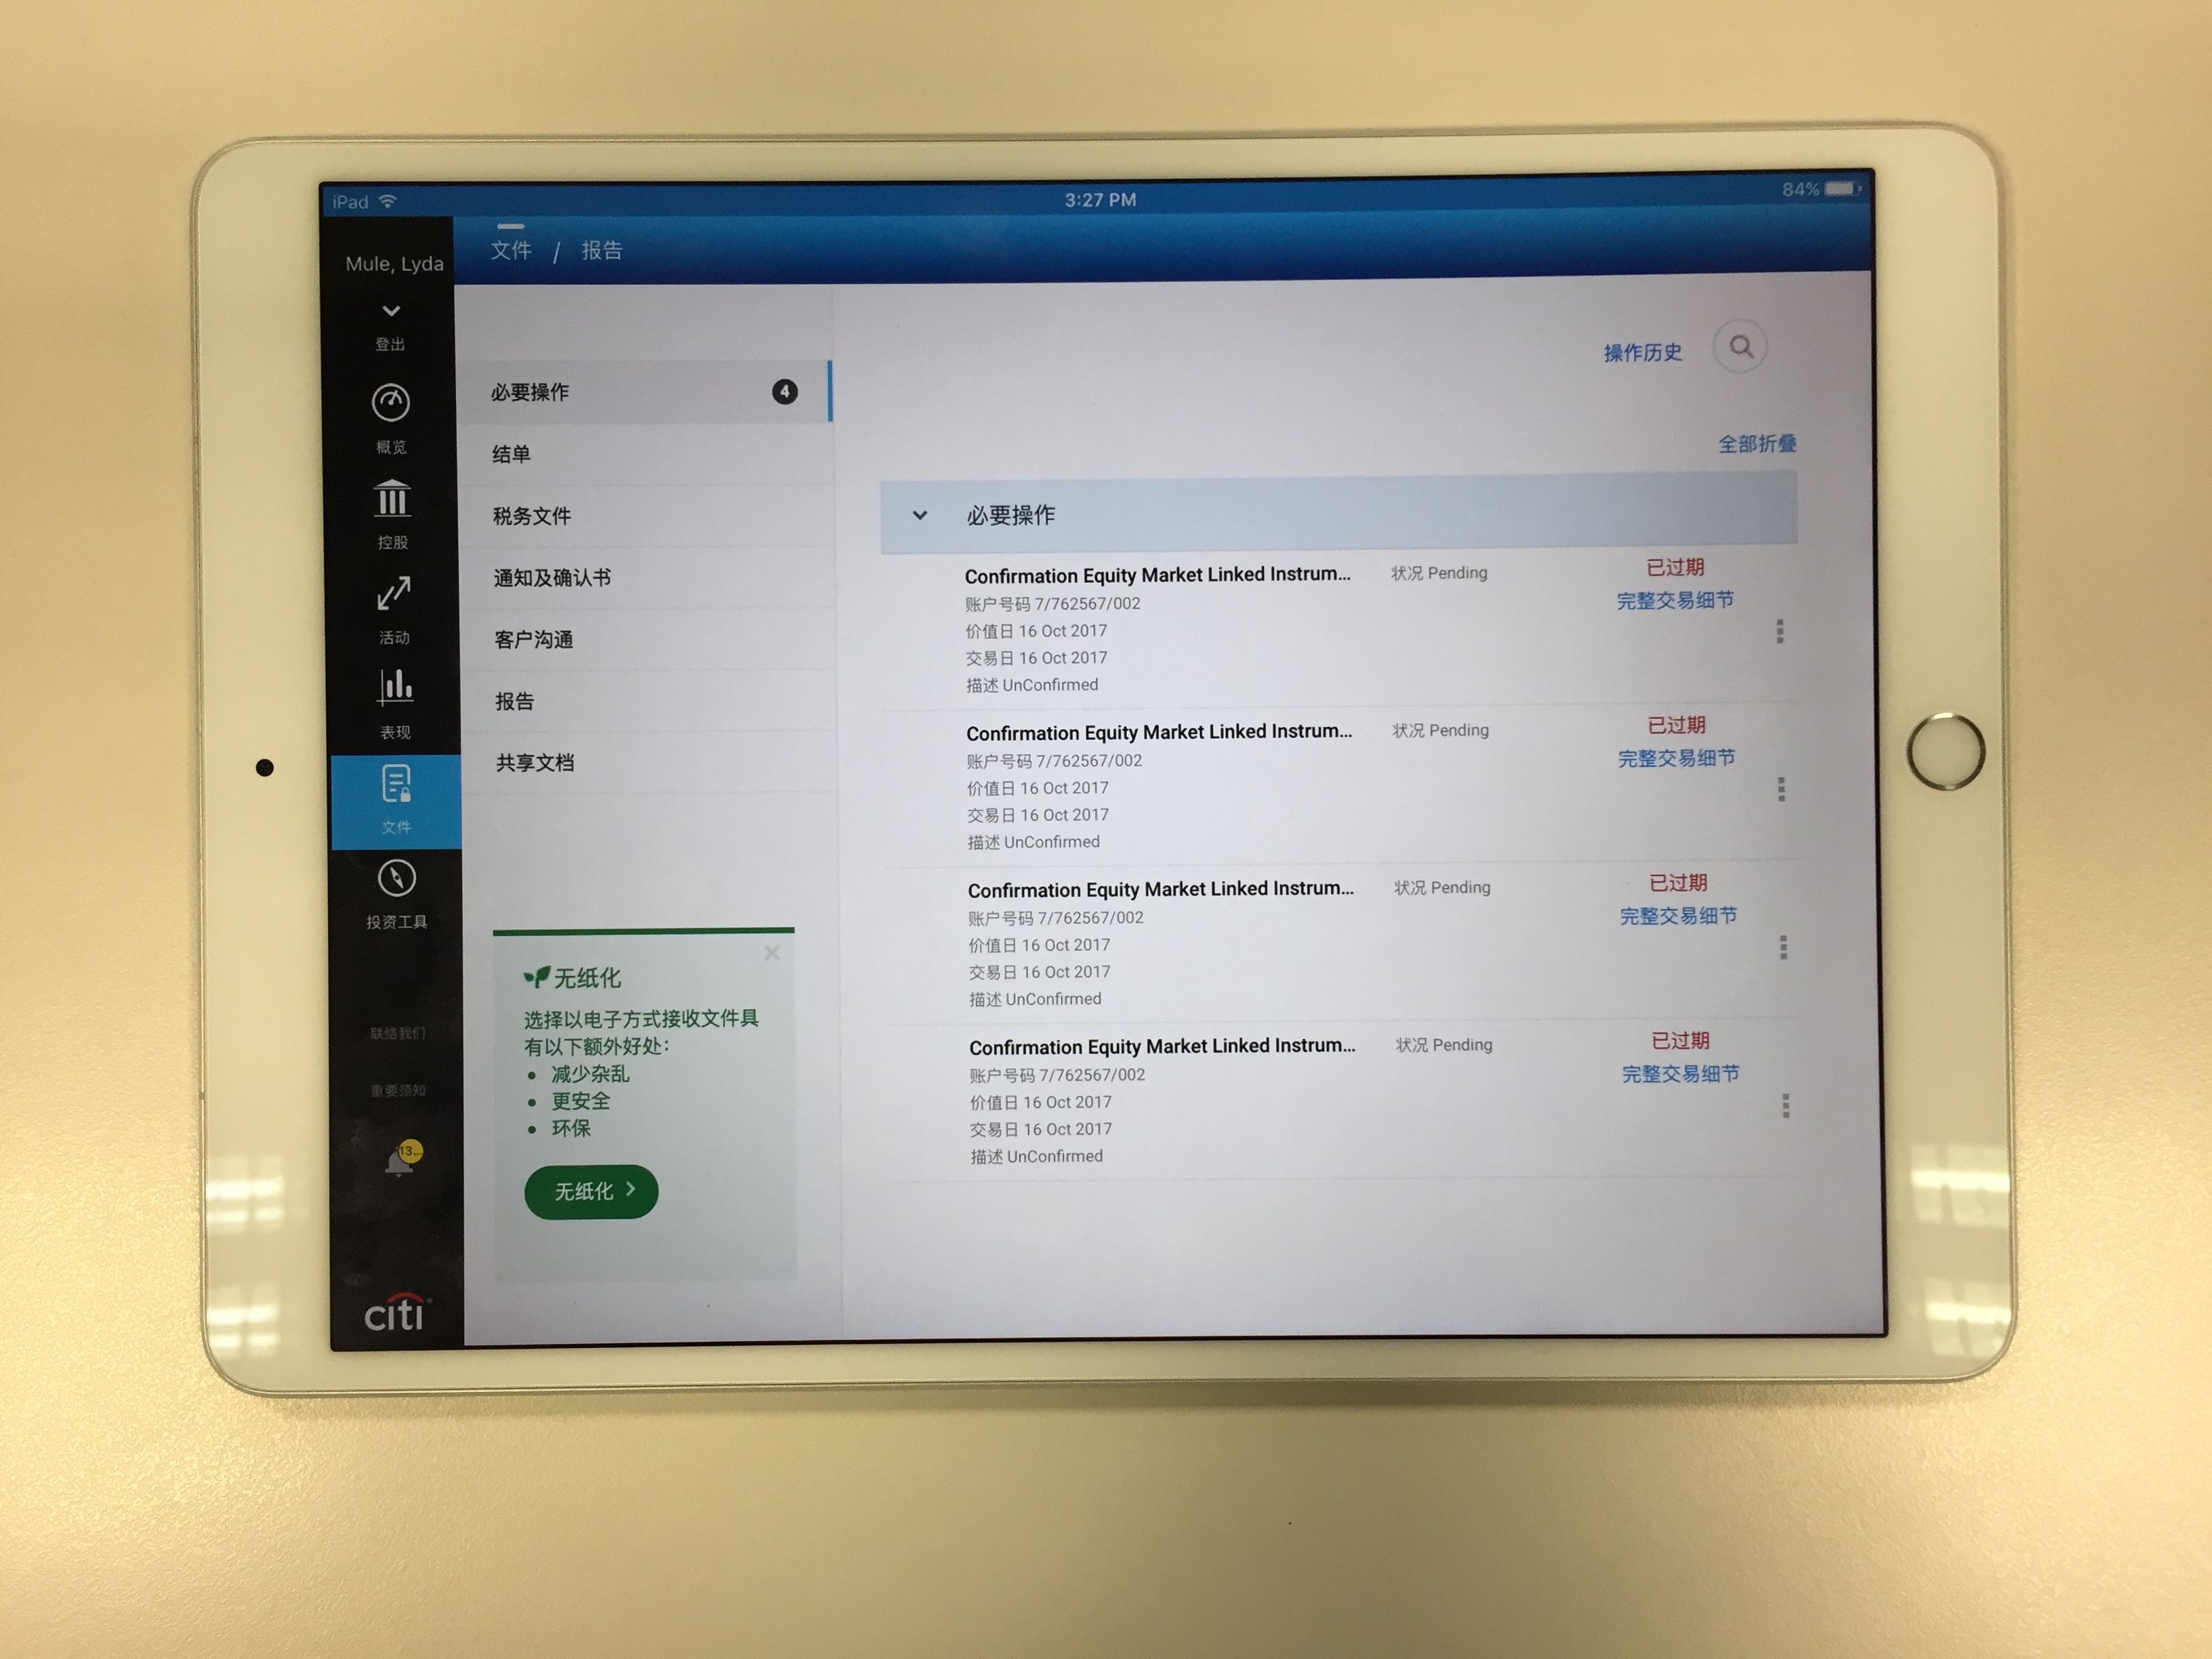 iPad
3:27 PM
84%
Mule, Lyda
登出
概览
控股
活动
表现
文件
投资工具
联络我们
重要须知
13...
citi
文件 / 报告
必要操作
4
结单
税务文件
通知及确认书
客户沟通
报告
共享文档
无纸化
选择以电子方式接收文件具
有以下额外好处：
• 减少杂乱
• 更安全
• 环保
无纸化
操作历史
全部折叠
必要操作
Confirmation Equity Market Linked Instrum...
账户号码 7/762567/002
价值日 16 Oct 2017
交易日 16 Oct 2017
描述 UnConfirmed
状况 Pending
已过期
完整交易细节
Confirmation Equity Market Linked Instrum...
账户号码 7/762567/002
价值日 16 Oct 2017
交易日 16 Oct 2017
描述 UnConfirmed
状况 Pending
已过期
完整交易细节
Confirmation Equity Market Linked Instrum...
账户号码 7/762567/002
价值日 16 Oct 2017
交易日 16 Oct 2017
描述 UnConfirmed
状况 Pending
已过期
完整交易细节
Confirmation Equity Market Linked Instrum...
账户号码 7/762567/002
价值日 16 Oct 2017
交易日 16 Oct 2017
描述 UnConfirmed
状况 Pending
已过期
完整交易细节